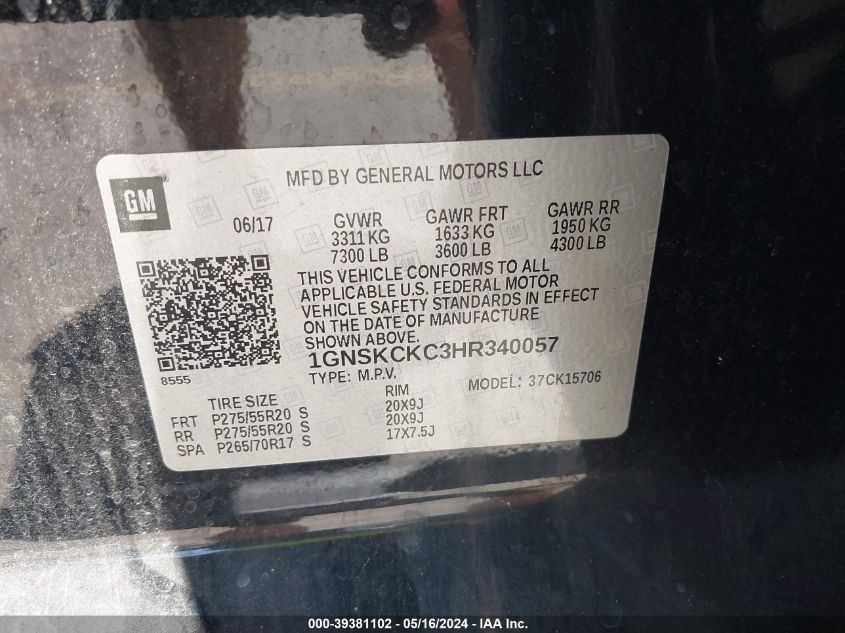 MFD BY GENERAL MOTORS LLC
GM
06/17 GVWR GAWR FRT GAWR RR
3311 KG 1633 KG 1950 KG
7300 LB 3600 LB 4300 LB
THIS VEHICLE CONFORMS TO ALL
APPLICABLE U.S. FEDERAL MOTOR
VEHICLE SAFETY STANDARDS IN EFFECT
ON THE DATE OF MANUFACTURE
SHOWN ABOVE.
1GNSKCKC3HR340057
8555 TYPE: M.P.V. MODEL: 37CK15706
TIRE SIZE RIM
FRT P275/55R20 S 20X9J
RR P275/55R20 S 20X9J
SPA P265/70R17 S 17X7.5J
000-39381102 - 05/16/2024 - IAA Inc.